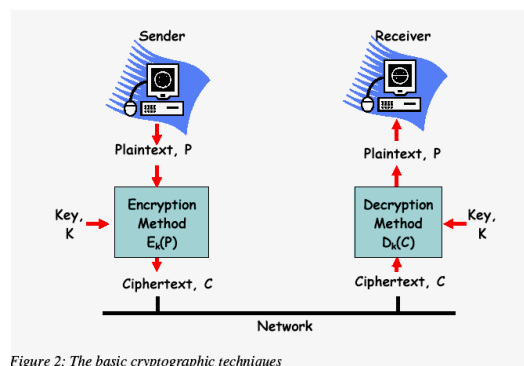 Sender
Receiver
Plaintext, P
Plaintext, P
Key,
K
Encryption
Method
Ek(P)
Decryption
Method
Dk(C)
Key,
K
Ciphertext, C
Ciphertext, C
Network
Figure 2: The basic cryptographic techniques